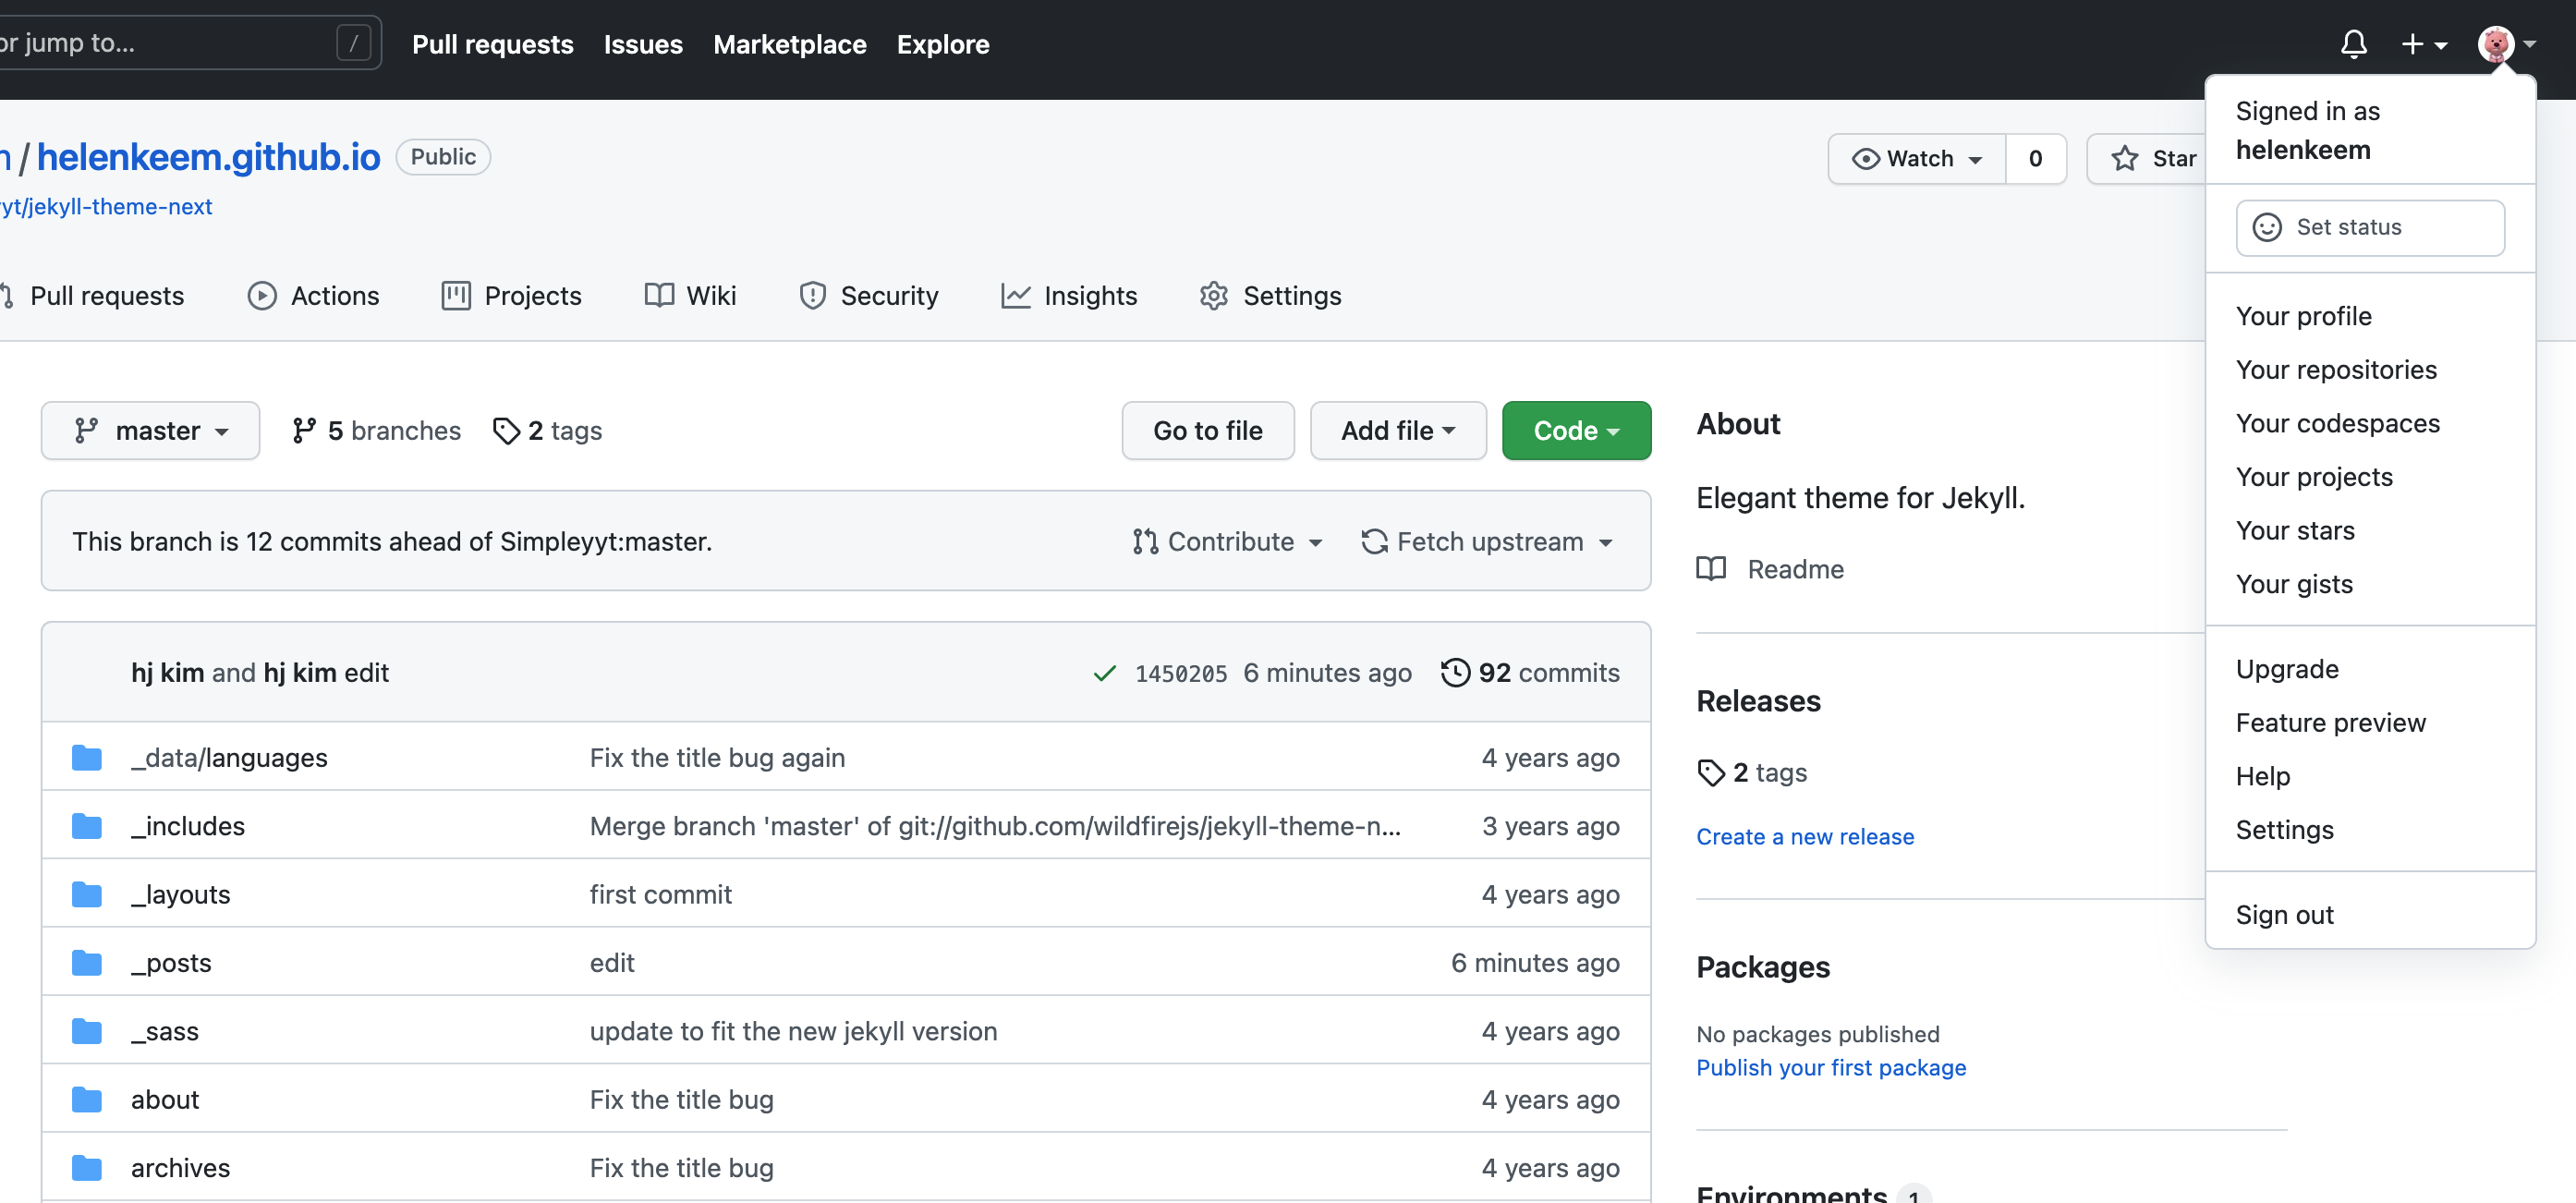 or jump to... / Pull requests Issues Marketplace Explore
/ helenkeem.github.io Public
yt/jekyll-theme-next
Watch 0 Star
Pull requests Actions Projects Wiki Security Insights Settings
master 5 branches 2 tags Go to file Add file Code
This branch is 12 commits ahead of Simpleyyt:master. Contribute Fetch upstream
hj kim and hj kim edit 1450205 6 minutes ago 92 commits
_data/languages Fix the title bug again 4 years ago
_includes Merge branch 'master' of git://github.com/wildfirejs/jekyll-theme-n... 3 years ago
_layouts first commit 4 years ago
_posts edit 6 minutes ago
_sass update to fit the new jekyll version 4 years ago
about Fix the title bug 4 years ago
archives Fix the title bug 4 years ago
About
Elegant theme for Jekyll.
Readme
Releases
2 tags
Create a new release
Packages
No packages published
Publish your first package
Environments 1
Signed in as
helenkeem
Set status
Your profile
Your repositories
Your codespaces
Your projects
Your stars
Your gists
Upgrade
Feature preview
Help
Settings
Sign out